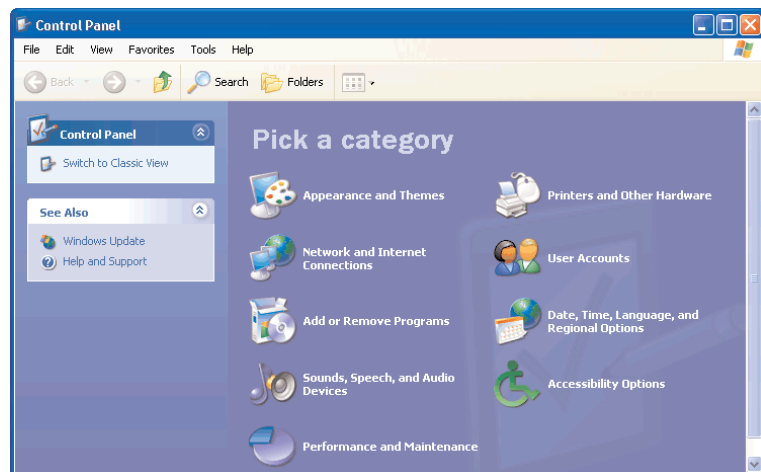 Control Panel
File Edit View Favorites Tools Help
Back Search Folders
Control Panel
Switch to Classic View
See Also
Windows Update
Help and Support
Pick a category
Appearance and Themes
Printers and Other Hardware
Network and Internet
Connections
User Accounts
Add or Remove Programs
Date, Time, Language, and
Regional Options
Sounds, Speech, and Audio
Devices
Accessibility Options
Performance and Maintenance